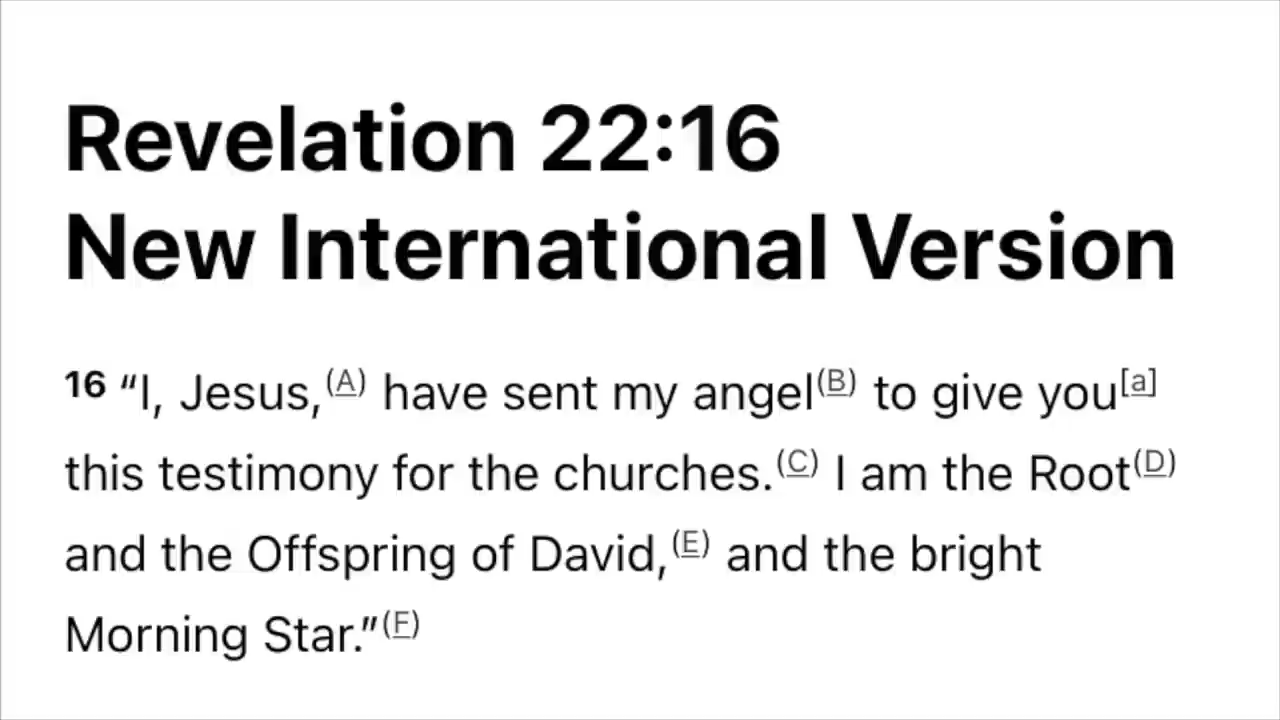 Revelation 22:16
New International Version
16 “I, Jesus,(A) have sent my angel(B) to give you[a]
this testimony for the churches.(C) I am the Root(D)
and the Offspring of David,(E) and the bright
Morning Star.”(F)